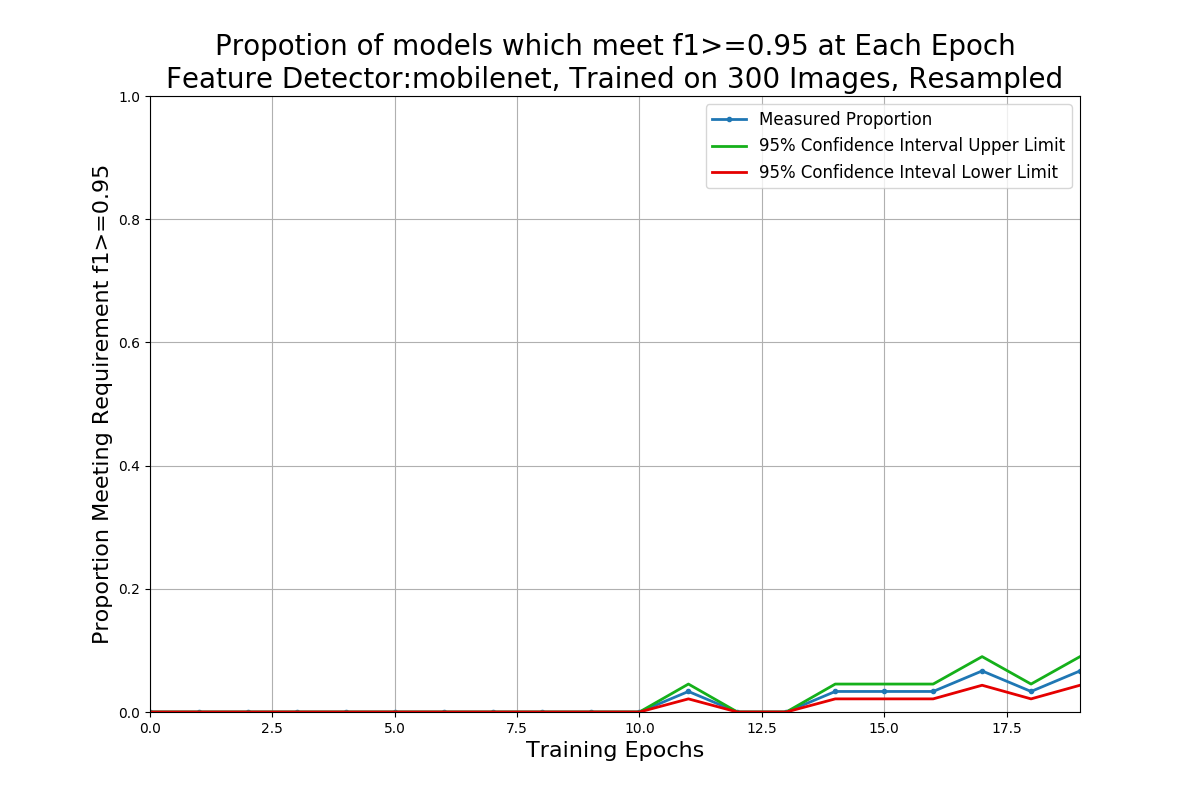 Propotion of models which meet f1>=0.95 at Each Epoch
Feature Detector:mobilenet, Trained on 300 Images, Resampled
Measured Proportion
95% Confidence Interval Upper Limit
95% Confidence Inteval Lower Limit
Proportion Meeting Requirement f1>=0.95
1.0
0.8
0.6
0.4
0.2
0.0
0.0 2.5 5.0 7.5 10.0 12.5 15.0 17.5
Training Epochs